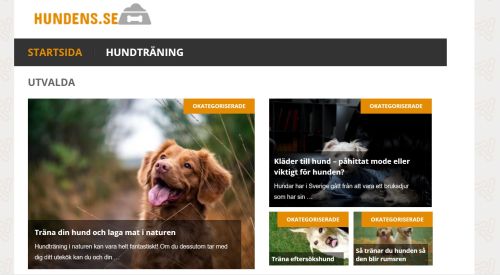 HUNDENS.SE
STARTSIDA HUNDTRÄNING
UTVALDA
OKATEGORISERADE
Träna din hund och laga mat i naturen
Hundträning i naturen kan vara helt fantastiskt! Om du dessutom tar med
dig ditt utekök kan du och din ...
OKATEGORISERADE
Kläder till hund – påhittat mode eller
viktigt för hunden?
Hundar har i Sverige gått från att vara ett bruksdjur
som har sin ...
OKATEGORISERADE
Träna eftersökshund
OKATEGORISERADE
Så tränar du hunden så
den blir rumsren